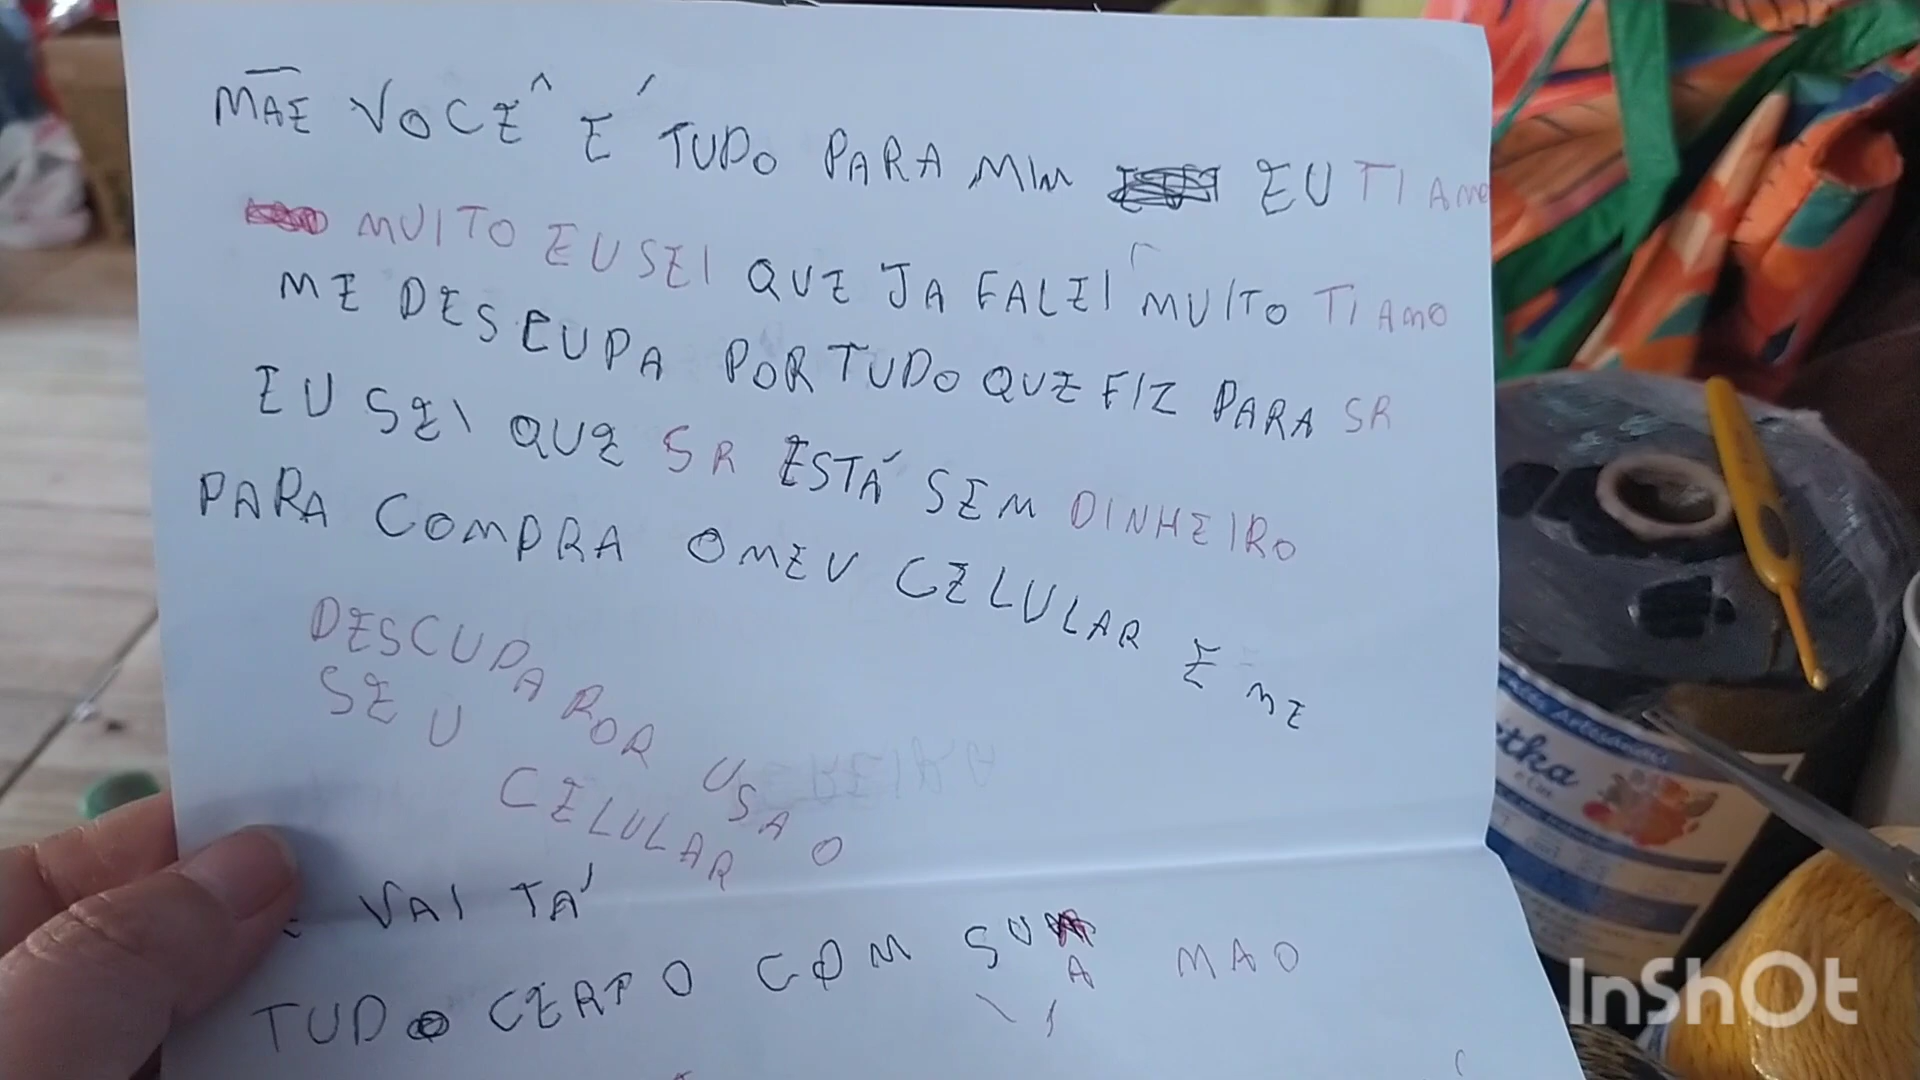 MÃE VOCÊ É TUDO PARA MIM EU TI AMO
MUITO EU SEI QUE JA FALEI MUITO TI AMO
ME DESCUPA POR TUDO QUE FIZ PARA SR
EU SEI QUE SR ESTÁ SEM DINHEIRO
PARA COMPRA O MEU CELULAR E ME
DESCUPA ROR USA O
SEU CELULAR
VAI TÁ
TUDO CERTO COM SUA MAO
itka
InShOt